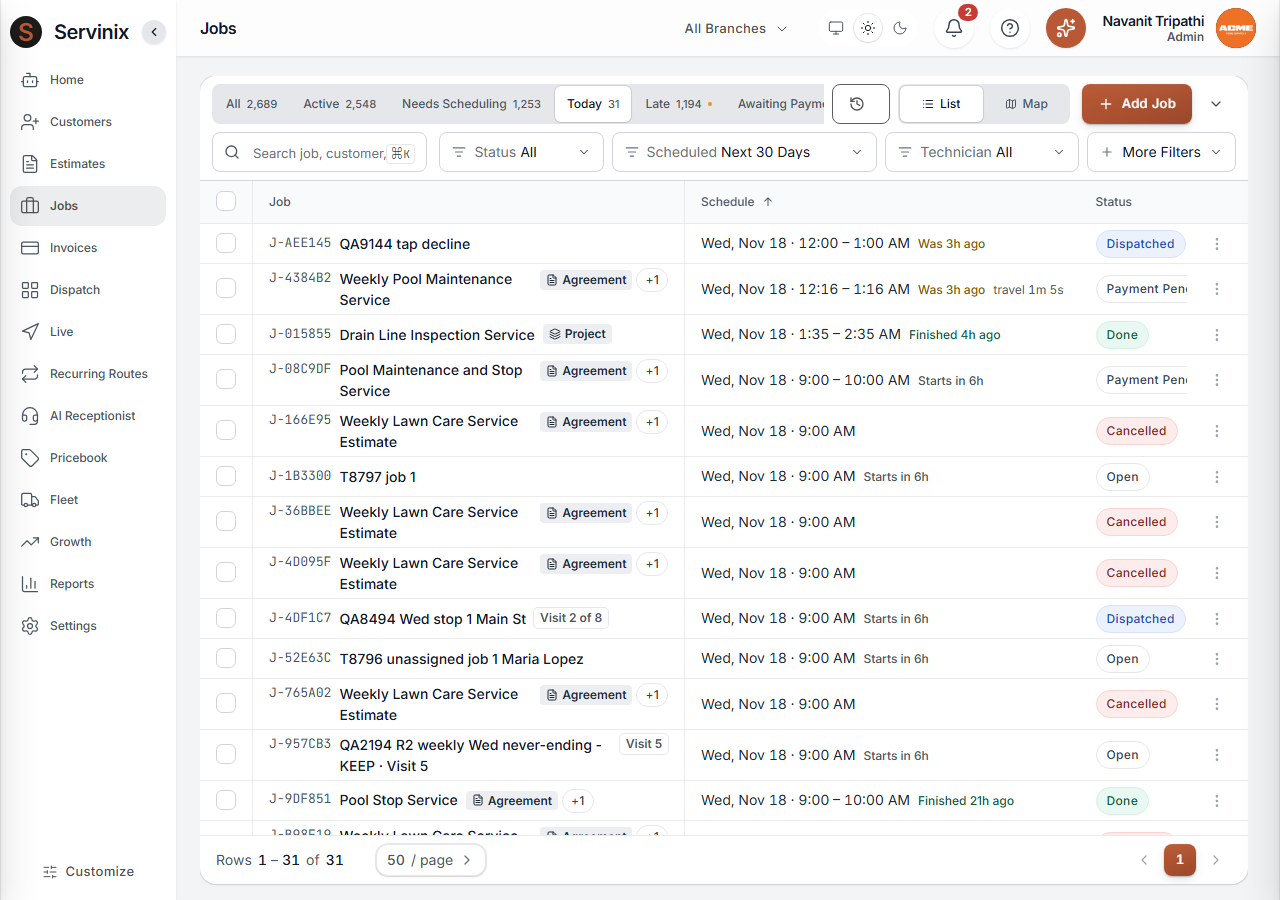 Servinix
Home
Customers
Estimates
Jobs
Invoices
Dispatch
Live
Recurring Routes
AI Receptionist
Pricebook
Fleet
Growth
Reports
Settings
Customize
Jobs
All Branches
2
Navanit Tripathi
Admin
ACME
All 2,689 Active 2,548 Needs Scheduling 1,253 Today 31 Late 1,194 Awaiting Payme
List Map
Add Job
Search job, customer, ⌘K
Status All
Scheduled Next 30 Days
Technician All
More Filters
Job Schedule Status
J-AEE145 QA9144 tap decline Wed, Nov 18 · 12:00 – 1:00 AM Was 3h ago Dispatched
J-4384B2 Weekly Pool Maintenance Service Agreement +1 Wed, Nov 18 · 12:16 – 1:16 AM Was 3h ago travel 1m 5s Payment Pen
J-015855 Drain Line Inspection Service Project Wed, Nov 18 · 1:35 – 2:35 AM Finished 4h ago Done
J-08C9DF Pool Maintenance and Stop Service Agreement +1 Wed, Nov 18 · 9:00 – 10:00 AM Starts in 6h Payment Pen
J-166E95 Weekly Lawn Care Service Estimate Agreement +1 Wed, Nov 18 · 9:00 AM Cancelled
J-1B3300 T8797 job 1 Wed, Nov 18 · 9:00 AM Starts in 6h Open
J-36BBEE Weekly Lawn Care Service Estimate Agreement +1 Wed, Nov 18 · 9:00 AM Cancelled
J-4D095F Weekly Lawn Care Service Estimate Agreement +1 Wed, Nov 18 · 9:00 AM Cancelled
J-4DF1C7 QA8494 Wed stop 1 Main St Visit 2 of 8 Wed, Nov 18 · 9:00 AM Starts in 6h Dispatched
J-52E63C T8796 unassigned job 1 Maria Lopez Wed, Nov 18 · 9:00 AM Starts in 6h Open
J-765A02 Weekly Lawn Care Service Estimate Agreement +1 Wed, Nov 18 · 9:00 AM Cancelled
J-957CB3 QA2194 R2 weekly Wed never-ending - KEEP · Visit 5 Visit 5 Wed, Nov 18 · 9:00 AM Starts in 6h Open
J-9DF851 Pool Stop Service Agreement +1 Wed, Nov 18 · 9:00 – 10:00 AM Finished 21h ago Done
Weekly Lawn Care Service Agreement +1
Rows 1 – 31 of 31
50 / page
1